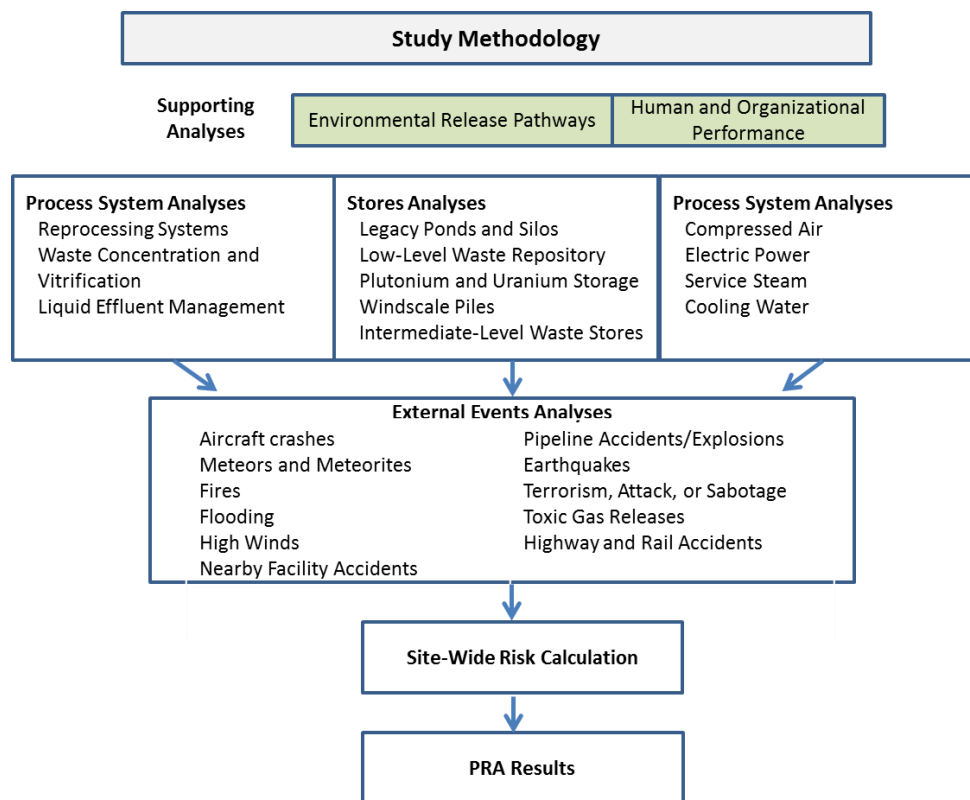 Study Methodology
Supporting
Analyses
Environmental Release Pathways
Human and Organizational
Performance
Process System Analyses
Reprocessing Systems
Waste Concentration and
Vitrification
Liquid Effluent Management
Stores Analyses
Legacy Ponds and Silos
Low-Level Waste Repository
Plutonium and Uranium Storage
Windscale Piles
Intermediate-Level Waste Stores
Process System Analyses
Compressed Air
Electric Power
Service Steam
Cooling Water
External Events Analyses
Aircraft crashes
Meteors and Meteorites
Fires
Flooding
High Winds
Nearby Facility Accidents
Pipeline Accidents/Explosions
Earthquakes
Terrorism, Attack, or Sabotage
Toxic Gas Releases
Highway and Rail Accidents
Site-Wide Risk Calculation
PRA Results